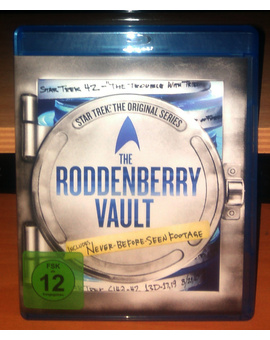 STAR TREK 42 - "THE TROUBLE WITH TRIB
STAR TREK THE ORIGINAL SERIES
THE
RODDENBERRY
VAULT
INCLUDES
NEVER-BEFORE-SEEN FOOTAGE
FSK
12